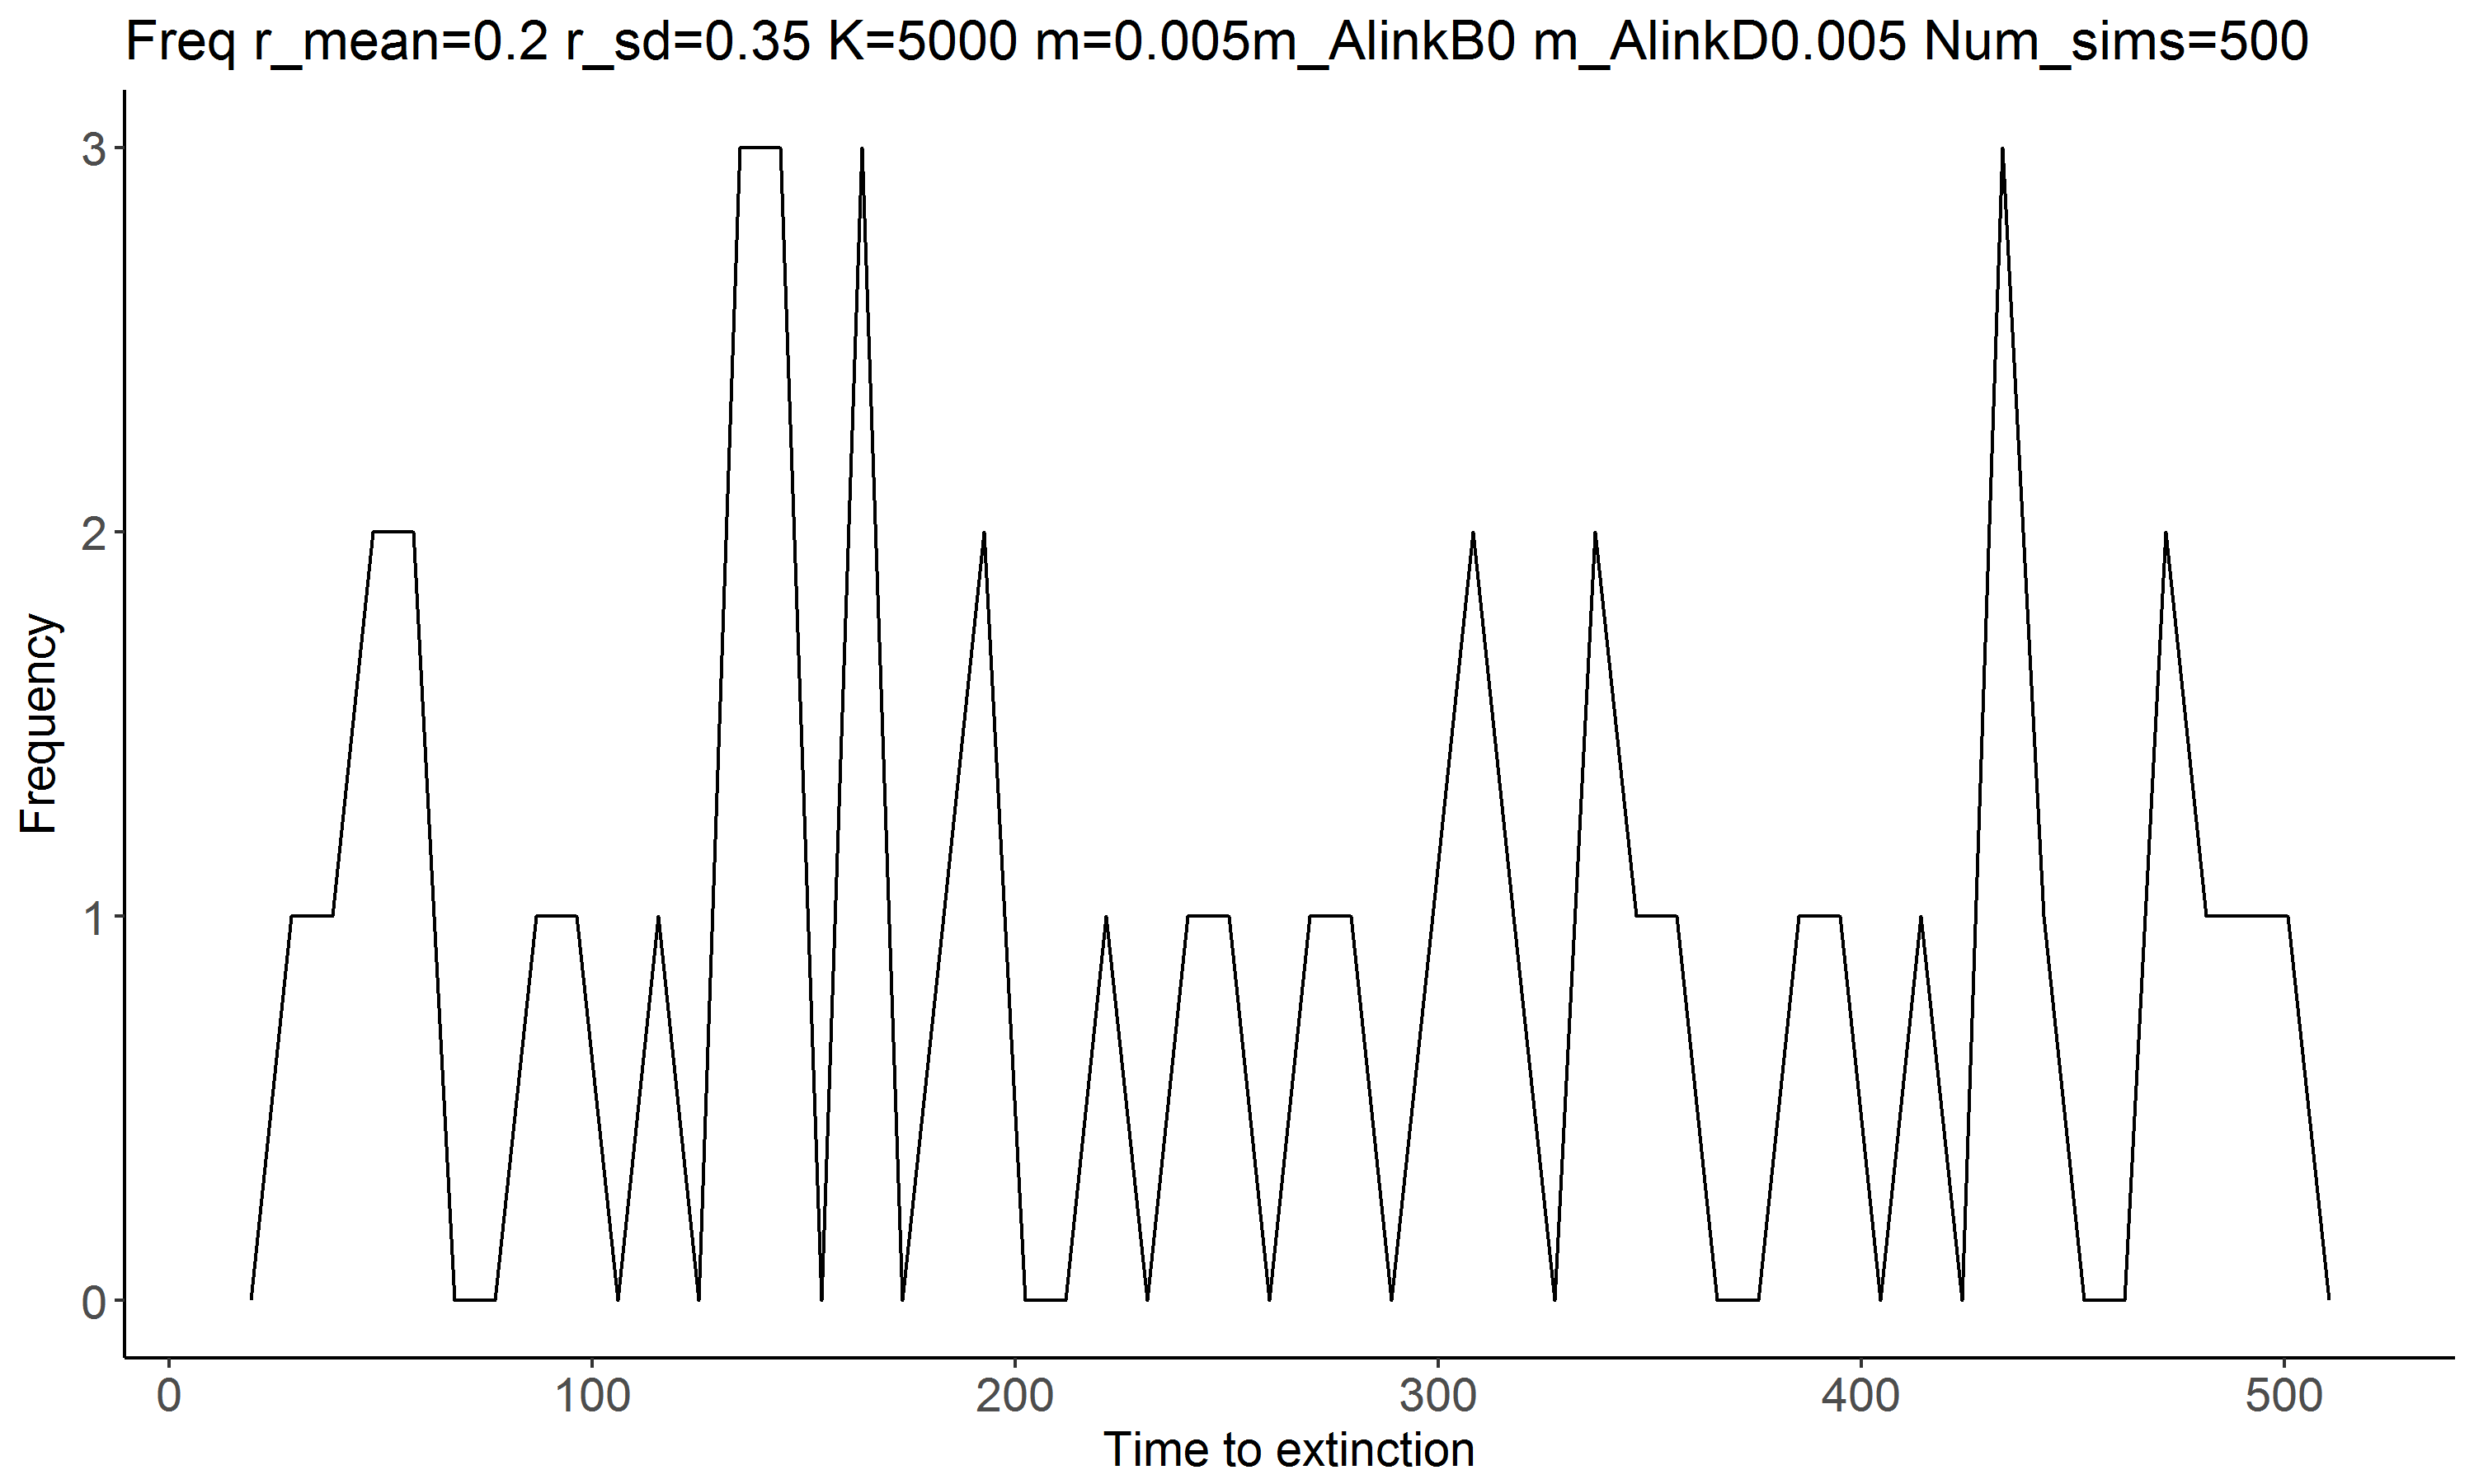 Freq r_mean=0.2 r_sd=0.35 K=5000 m=0.005m_AlinkB0 m_AlinkD0.005 Num_sims=500
3
2
1
0
Frequency
0 100 200 300 400 500
Time to extinction